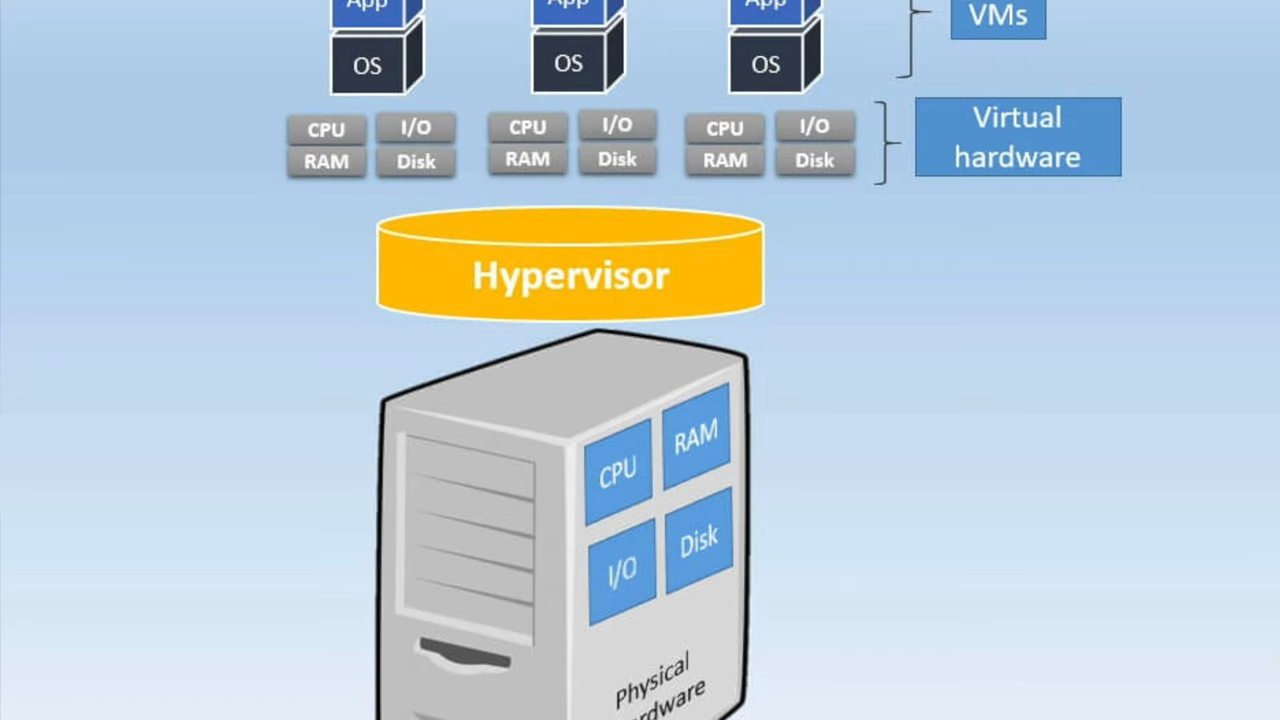 App App App
VMs
OS OS OS
CPU I/O CPU I/O CPU I/O
RAM Disk RAM Disk RAM Disk
Virtual
hardware
Hypervisor
CPU RAM
I/O Disk
Physical